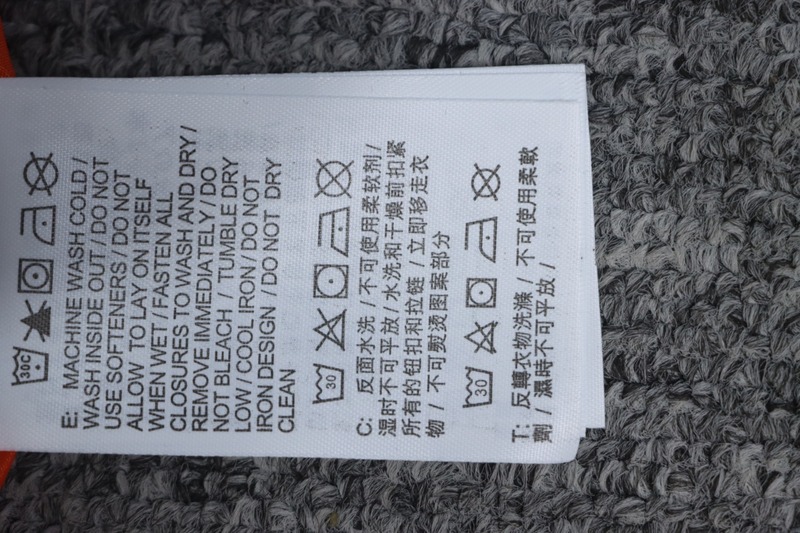 30C
E: MACHINE WASH COLD /
WASH INSIDE OUT / DO NOT
USE SOFTENERS / DO NOT
ALLOW TO LAY ON ITSELF
WHEN WET / FASTEN ALL
CLOSURES TO WASH AND DRY /
REMOVE IMMEDIATELY / DO
NOT BLEACH / TUMBLE DRY
LOW / COOL IRON / DO NOT
IRON DESIGN / DO NOT DRY
CLEAN
30
C: 反面水洗 / 不可使用柔软剂 /
湿时不可平放 / 水洗和干燥前扣紧
所有的钮扣和拉链 / 立即移走衣
物 / 不可熨烫图案部分
30
T: 反轉衣物洗滌 / 不可使用柔軟
劑 / 濕時不可平放 /